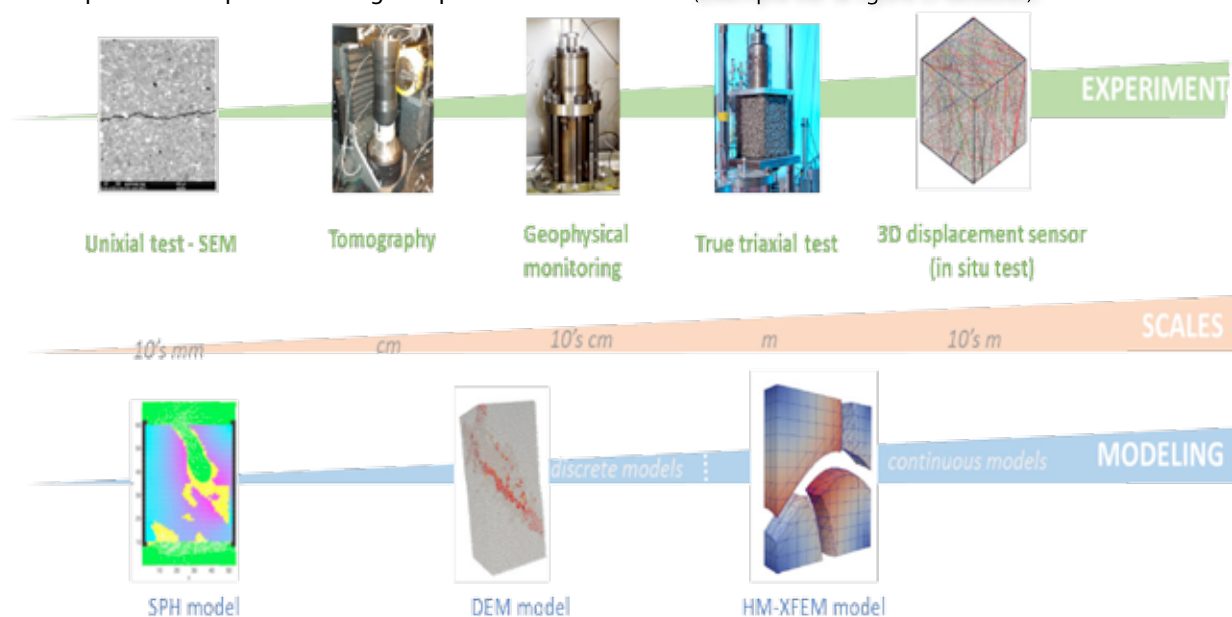 EXPERIMENT
Unixial test - SEM
Tomography
Geophysical
monitoring
True triaxial test
3D displacement sensor
(in situ test)
SCALES
10's mm
cm
10's cm
m
10's m
discrete models
continuous models
MODELING
SPH model
DEM model
HM-XFEM model